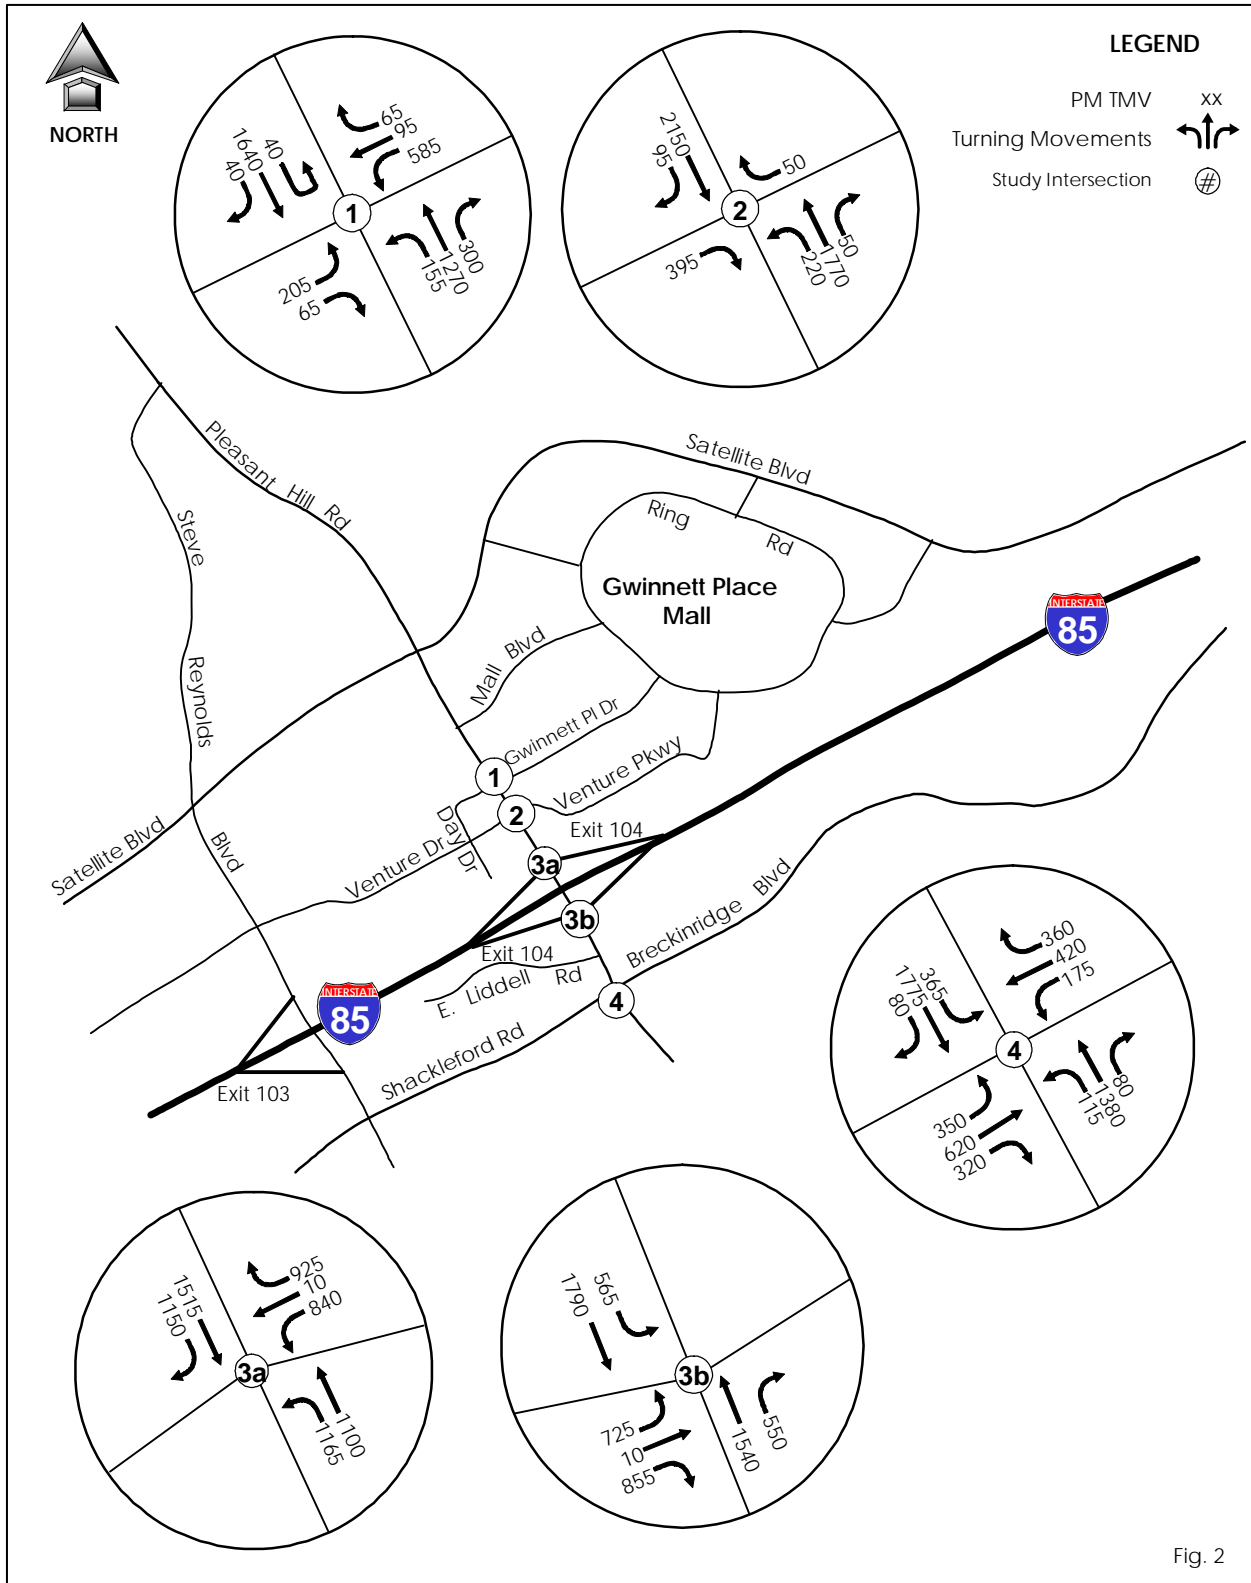 LEGEND
PM TMV
XX
Turning Movements
Study Intersection
#
NORTH
65
95
585
40
1640
40
1
300
1270
155
205
65
2150
95
50
2
50
1770
220
395
Pleasant Hill Rd
Steve Reynolds Blvd
Satellite Blvd
Ring Rd
Gwinnett Place
Mall
INTERSTATE
85
Mall Blvd
Gwinnett Pl Dr
1
Venture Pkwy
2
Day Dr
Exit 104
Satellite Blvd
Venture Dr
3a
3b
Exit 104
Breckinridge Blvd
E. Liddell Rd
4
INTERSTATE
85
Shackleford Rd
Exit 103
360
420
175
365
1775
80
4
80
1380
115
350
620
320
925
10
840
1515
1150
3a
1100
1165
565
1790
3b
550
1540
725
10
855
Fig. 2